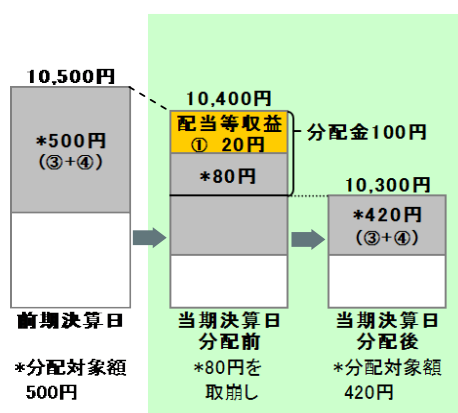 10,500円
*500円
(③+④)
前期決算日
*分配対象額
500円
10,400円
配当等収益
① 20円
*80円
分配金100円
当期決算日
分配前
*80円を
取崩し
10,300円
*420円
(③+④)
当期決算日
分配後
*分配対象額
420円